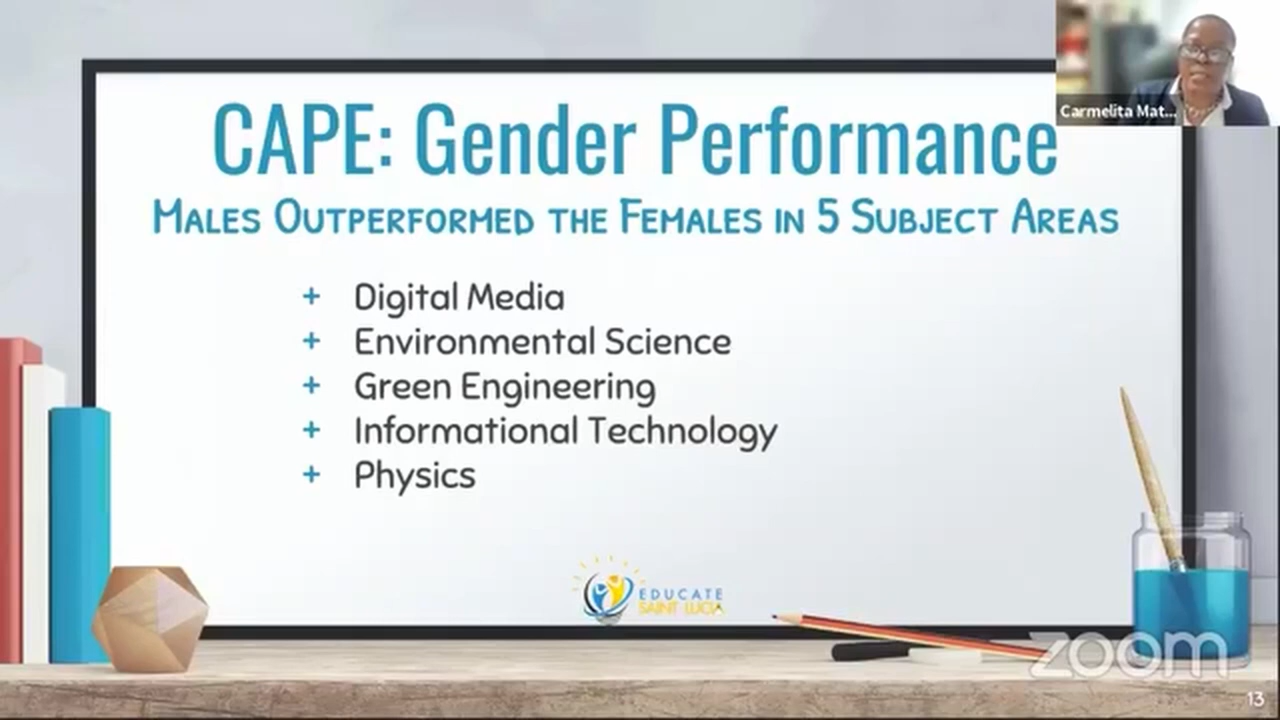 CAPE: Gender Performance
Carmelita Mat...
Males Outperformed the Females in 5 Subject Areas
+ Digital Media
+ Environmental Science
+ Green Engineering
+ Informational Technology
+ Physics
EDUCATE
SAINT LUCIA
zoom
13